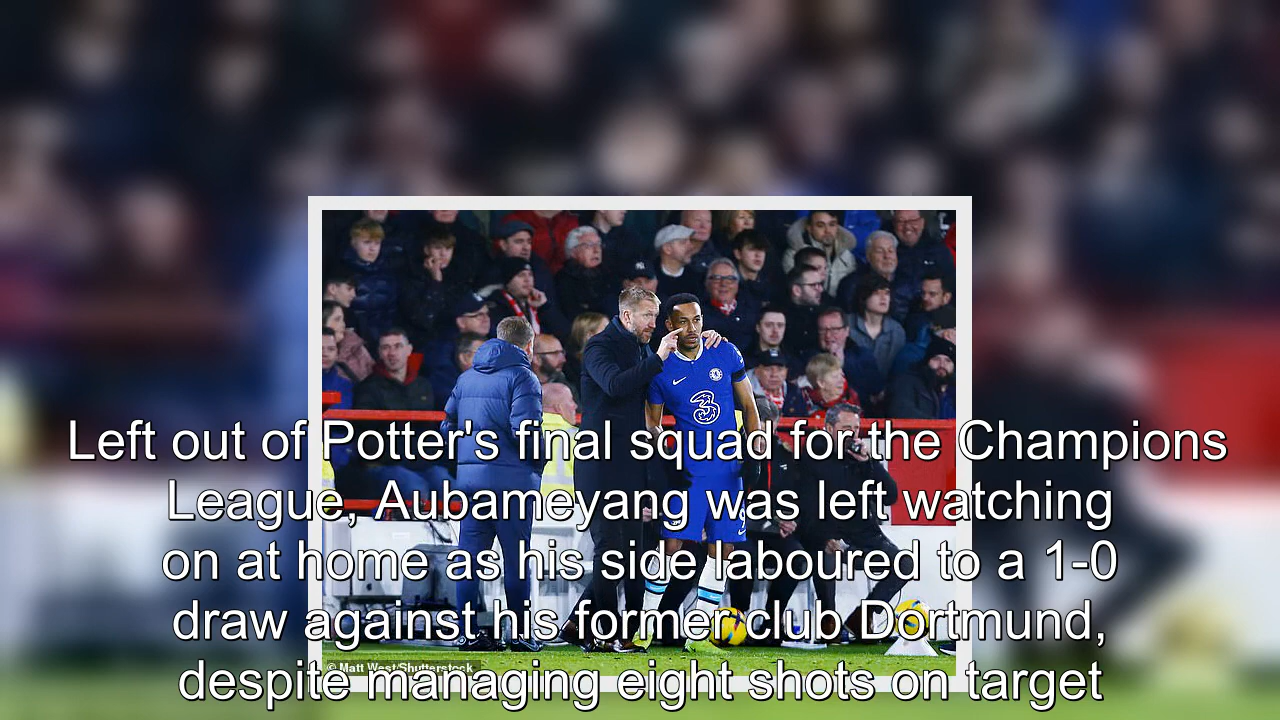 3
Left out of Potter's final squad for the Champions
League, Aubameyang was left watching
on at home as his side laboured to a 1-0
draw against his former club Dortmund,
despite managing eight shots on target
© Matt West/Shutterstock